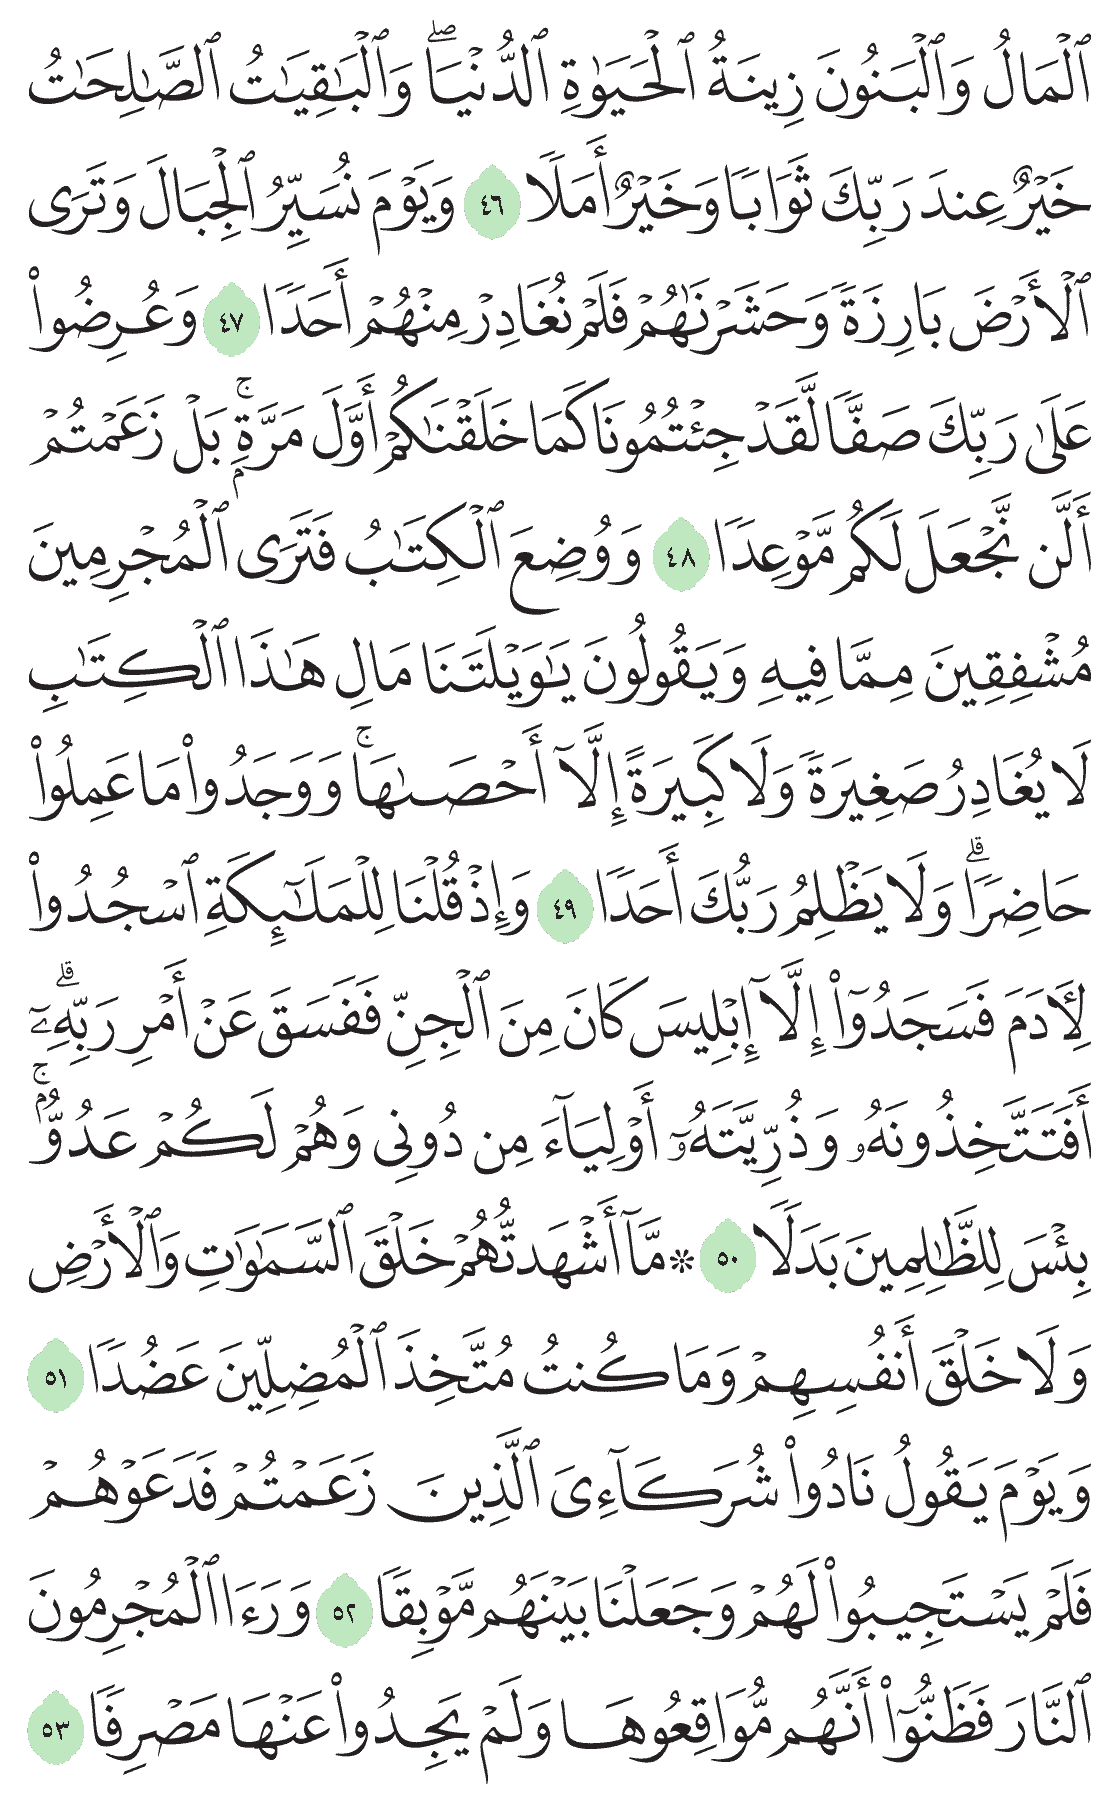 ٱلۡمَالُ وَٱلۡبَنُونَ زِينَةُ ٱلۡحَيَوٰةِ ٱلدُّنۡيَاۖ وَٱلۡبَٰقِيَٰتُ ٱلصَّٰلِحَٰتُ
خَيۡرٌ عِندَ رَبِّكَ ثَوَابٗا وَخَيۡرٌ أَمَلٗا ٤٦ وَيَوۡمَ نُسَيِّرُ ٱلۡجِبَالَ وَتَرَى
ٱلۡأَرۡضَ بَارِزَةٗ وَحَشَرۡنَٰهُمۡ فَلَمۡ نُغَادِرۡ مِنۡهُمۡ أَحَدٗا ٤٧ وَعُرِضُواْ
عَلَىٰ رَبِّكَ صَفّٗا لَّقَدۡ جِئۡتُمُونَا كَمَا خَلَقۡنَٰكُمۡ أَوَّلَ مَرَّةِۭۚ بَلۡ زَعَمۡتُمۡ
أَلَّن نَّجۡعَلَ لَكُم مَّوۡعِدٗا ٤٨ وَوُضِعَ ٱلۡكِتَٰبُ فَتَرَى ٱلۡمُجۡرِمِينَ
مُشۡفِقِينَ مِمَّا فِيهِ وَيَقُولُونَ يَٰوَيۡلَتَنَا مَالِ هَٰذَا ٱلۡكِتَٰبِ
لَا يُغَادِرُ صَغِيرَةٗ وَلَا كَبِيرَةً إِلَّآ أَحۡصَىٰهَاۚ وَوَجَدُواْ مَا عَمِلُواْ
حَاضِرٗاۗ وَلَا يَظۡلِمُ رَبُّكَ أَحَدٗا ٤٩ وَإِذۡ قُلۡنَا لِلۡمَلَٰٓئِكَةِ ٱسۡجُدُواْ
لِأٓدَمَ فَسَجَدُوٓاْ إِلَّآ إِبۡلِيسَ كَانَ مِنَ ٱلۡجِنِّ فَفَسَقَ عَنۡ أَمۡرِ رَبِّهِۦٓۗ
أَفَتَتَّخِذُونَهُۥ وَذُرِّيَّتَهُۥٓ أَوۡلِيَآءَ مِن دُونِي وَهُمۡ لَكُمۡ عَدُوُّۢۚ
بِئۡسَ لِلظَّٰلِمِينَ بَدَلٗا ٥٠ ۞مَّآ أَشۡهَدتُّهُمۡ خَلۡقَ ٱلسَّمَٰوَٰتِ وَٱلۡأَرۡضِ
وَلَا خَلۡقَ أَنفُسِهِمۡ وَمَا كُنتُ مُتَّخِذَ ٱلۡمُضِلِّينَ عَضُدٗا ٥١
وَيَوۡمَ يَقُولُ نَادُواْ شُرَكَآءِيَ ٱلَّذِينَ زَعَمۡتُمۡ فَدَعَوۡهُمۡ
فَلَمۡ يَسۡتَجِيبُواْ لَهُمۡ وَجَعَلۡنَا بَيۡنَهُم مَّوۡبِقٗا ٥٢ وَرَءَا ٱلۡمُجۡرِمُونَ
ٱلنَّارَ فَظَنُّوٓاْ أَنَّهُم مُّوَاقِعُوهَا وَلَمۡ يَجِدُواْ عَنۡهَا مَصۡرِفٗا ٥٣